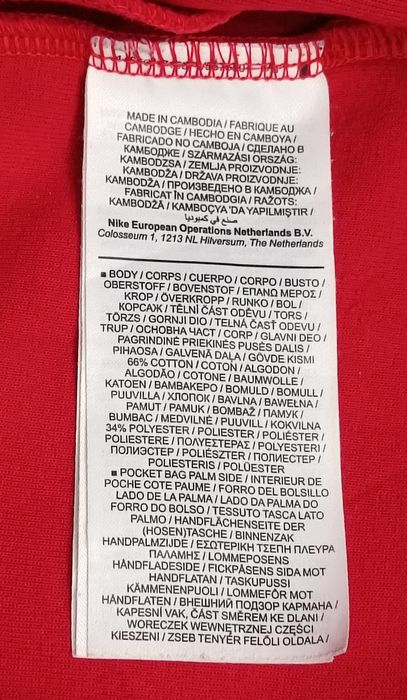 MADE IN CAMBODIA / FABRIQUE AU
CAMBODGE / HECHO EN CAMBOYA /
FABRICADO NO CAMBOJA / СДЕЛАНО В
КАМБОДЖЕ / SZÁRMAZÁSI ORSZÁG:
KAMBODZSA / ZEMLJA PROIZVODNJE:
KAMBODŽA / DRŽAVA PROIZVODNJE:
KAMBODŽA / ПРОИЗВЕДЕНО В КАМБОДЖА /
FABRICAT ÎN CAMBODGIA / RAŽOTS:
KAMBODŽĀ / KAMBOÇYA'DA YAPILMIŞTIR /
صنع في كمبوديا
Nike European Operations Netherlands B.V.
Colosseum 1, 1213 NL Hilversum, The Netherlands
■ BODY / CORPS / CUERPO / CORPO / BUSTO /
OBERSTOFF / BOVENSTOF / ΕΠΑΝΩ ΜΕΡΟΣ /
KROP / ÖVERKROPP / RUNKO / BOL /
КОРСАЖ / TĚLNÍ ČÁST ODĚVU / TORS /
TÖRZS / GORNJI DIO / TELNÁ ČASŤ ODEVU /
TRUP / ОСНОВНА ЧАСТ / CORP / GLAVNI DEO /
PAGRINDINĖ PRIEKINĖS PUSĖS DALIS /
PIHAOSA / GALVENĀ DAĻA / GÖVDE KISMI
66% COTTON / COTON / ALGODON /
ALGODÃO / COTONE / BAUMWOLLE /
KATOEN / ΒΑΜΒΑΚΕΡΟ / BOMULD / BOMULL /
PUUVILLA / ХЛОПОК / BAVLNA / BAWEŁNA /
PAMUT / PAMUK / BOMBAŽ / ПАМУК /
BUMBAC / MEDVILNĖ / PUUVILL / KOKVILNA
34% POLYESTER / POLIESTER / POLIÉSTER /
POLIESTERE / ΠΟΛΥΕΣΤΕΡΑΣ / POLYESTERI /
ПОЛИЭСТЕР / POLIÉSZTER / ПОЛИЕСТЕР /
POLIESTERIS / POLÜESTER
■ POCKET BAG PALM SIDE / INTERIEUR DE
POCHE COTE PAUME / FORRO DEL BOLSILLO
LADO DE LA PALMA / LADO DA PALMA DO
FORRO DO BOLSO / TESSUTO TASCA LATO
PALMO / HANDFLÄCHENSEITE DER
(HOSEN)TASCHE / BINNENZAK
HANDPALMZIJDE / ΕΣΩΤΕΡΙΚΗ ΤΣΕΠΗ ΠΛΕΥΡΑ
ΠΑΛΑΜΗΣ / LOMMEPOSENS
HÅNDFLADESIDE / FICKPÅSENS SIDA MOT
HANDFLATAN / TASKUPUSSI
KÄMMENENPUOLI / LOMMEFÔR MOT
HÅNDFLATEN / ВНЕШНИЙ ПОДЗОР КАРМАНА /
KAPESNÍ VAK, ČÁST SMĚREM KE DLANI /
WORECZEK WEWNĘTRZNEJ CZĘŚCI
KIESZENI / ZSEB TENYÉR FELŐLI OLDALA /